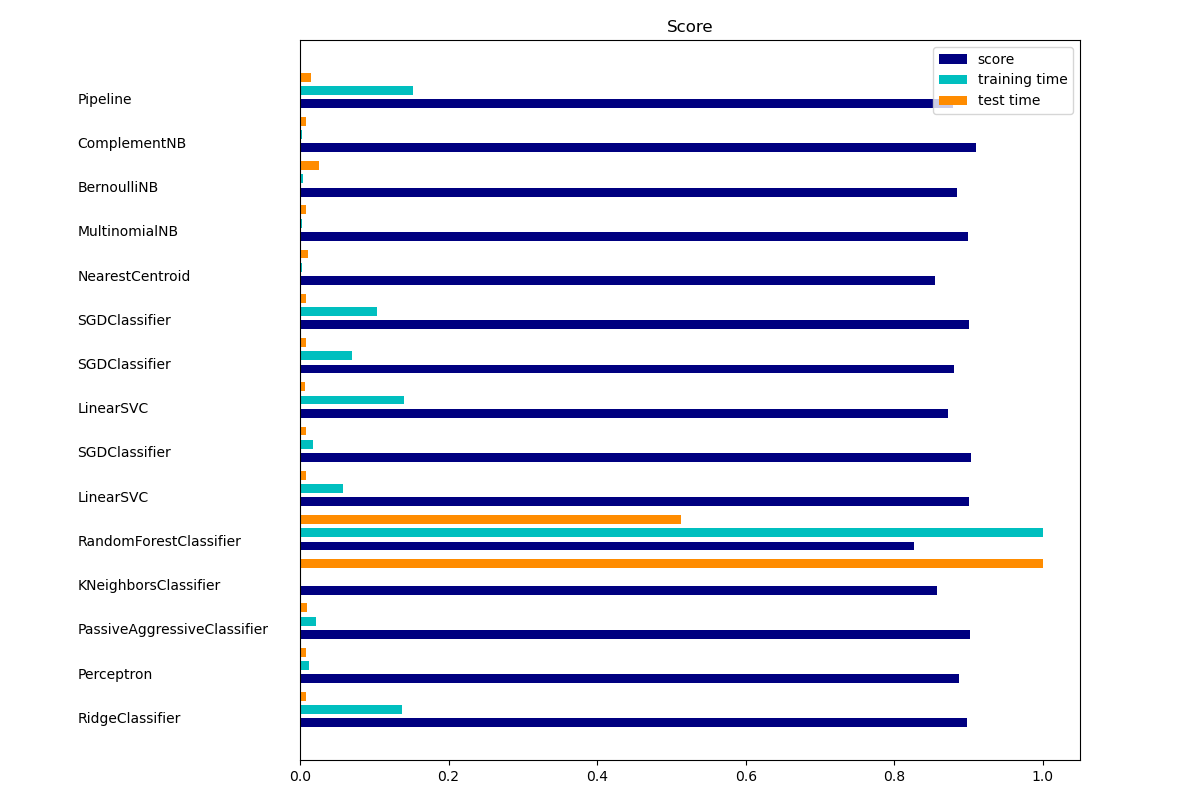 Score
score
training time
test time
Pipeline
ComplementNB
BernoulliNB
MultinomialNB
NearestCentroid
SGDClassifier
SGDClassifier
LinearSVC
SGDClassifier
LinearSVC
RandomForestClassifier
KNeighborsClassifier
PassiveAggressiveClassifier
Perceptron
RidgeClassifier
0.0 0.2 0.4 0.6 0.8 1.0